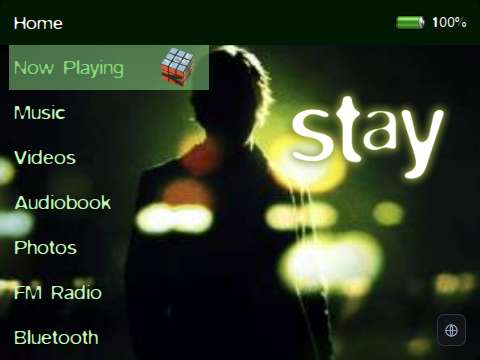 Home
100%
Now Playing
Music
stay
Videos
Audiobook
Photos
FM Radio
Bluetooth